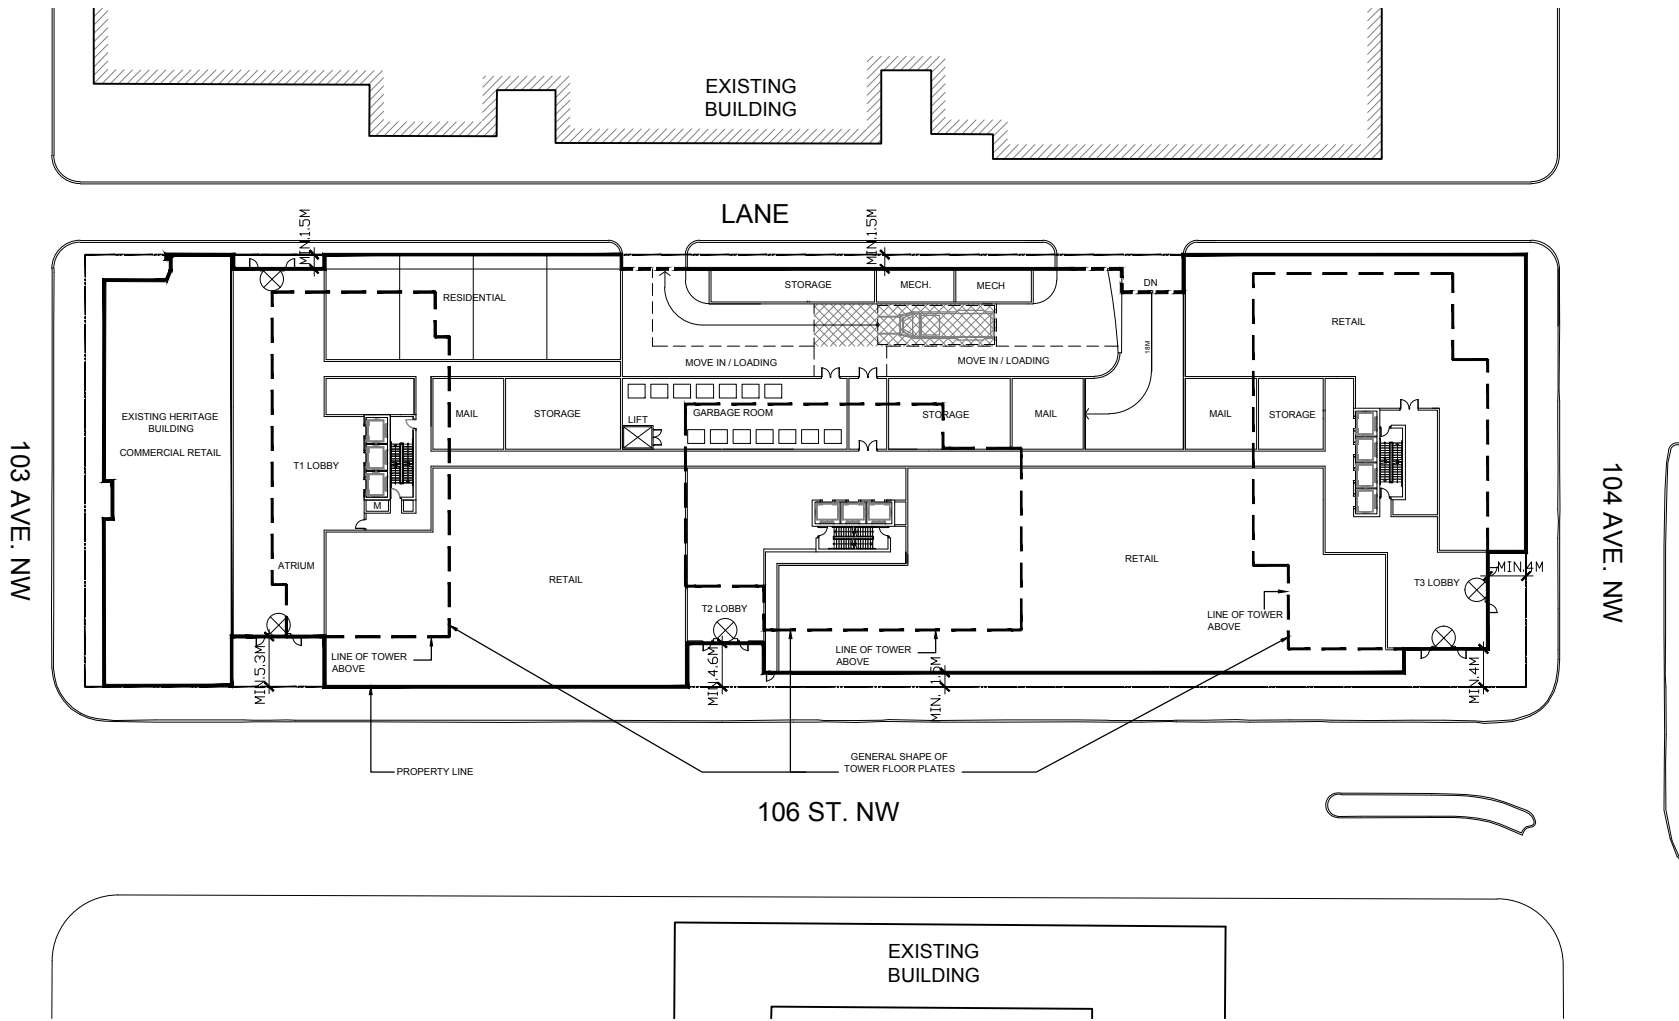 EXISTING
BUILDING
LANE
MIN.1.5M
MIN.1.5M
RESIDENTIAL
STORAGE
MECH.
MECH
DN
RETAIL
18M
MOVE IN / LOADING
MOVE IN / LOADING
EXISTING HERITAGE
BUILDING
COMMERCIAL RETAIL
MAIL
STORAGE
LIFT
GARBAGE ROOM
STORAGE
MAIL
MAIL
STORAGE
103 AVE. NW
T1 LOBBY
M
104 AVE. NW
ATRIUM
RETAIL
RETAIL
T2 LOBBY
T3 LOBBY
MIN.4M
LINE OF TOWER
ABOVE
LINE OF TOWER
ABOVE
LINE OF TOWER
ABOVE
MIN.5.3M
MIN.4.6M
MIN. 1.5M
MIN.4M
PROPERTY LINE
GENERAL SHAPE OF
TOWER FLOOR PLATES
106 ST. NW
EXISTING
BUILDING